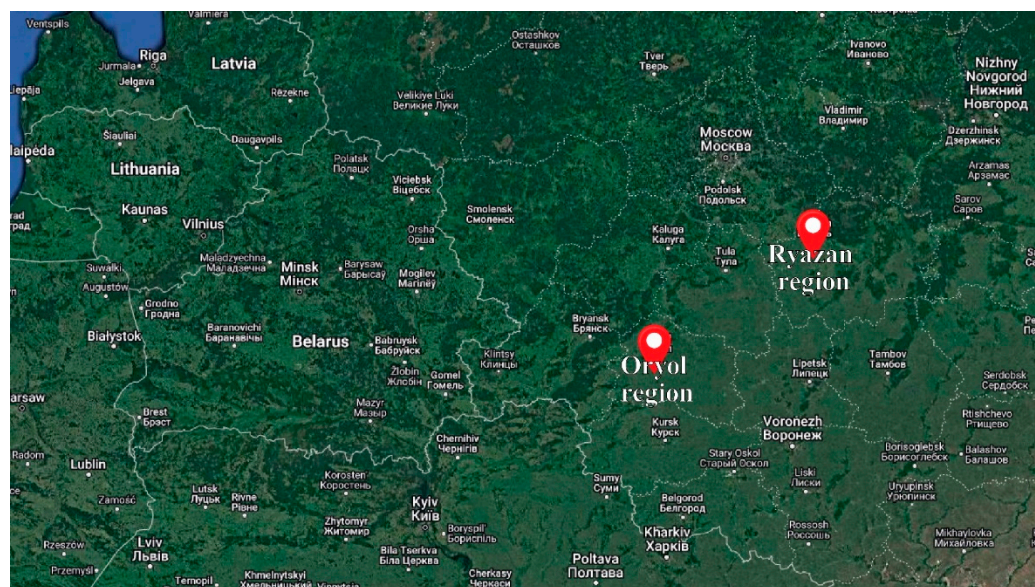 Ventspils
Valmiera
Riga
Jurmala
Jelgava
Latvia
Liepāja
Rēzekne
Šiauliai
Daugavpils
laipėda
Lithuania
Kaunas
Vilnius
Suwałki
Augustów
Białystok
Grodno
Гродна
Maladzyechna
Маладзечна
Minsk
Мінск
Barysaw
Барысаў
Polatsk
Полацк
Viciebsk
Віцебск
Orsha
Орша
Mogilev
Магілёў
Baranovichi
Баранавічы
Belarus
Babruysk
Бабруйск
Žlobin
Жлобін
Gomel
Гомель
Mazyr
Мазыр
Brest
Брэст
arsaw
Radom
Lublin
Zamość
Rzeszów
Przemyśl
Lutsk
Луцьк
Rivne
Рівне
Lviv
Львів
Ternopil
Khmelnytskyi
Хмельницький
Korosten
Коростень
Zhytomyr
Житомир
Kyiv
Київ
Boryspil
Бориспіль
Bila Tserkva
Біла Церква
Vinnytsia
Cherkasy
Черкаси
Chernihiv
Чернігів
Sumy
Суми
Poltava
Полтава
Kharkiv
Харків
Ostashkov
Осташков
Velikiye Luki
Великие Луки
Tver
Тверь
Smolensk
Смоленск
Moscow
Москва
Podolsk
Подольск
Kaluga
Калуга
Tula
Тула
Bryansk
Брянск
Klintsy
Клинцы
Ivanovo
Иваново
Vladimir
Владимир
Nizhny
Novgorod
Нижний
Новгород
Dzerzhinsk
Дзержинск
Arzamas
Арзамас
Sarov
Саров
Ryazan
region
Oryol
region
Kursk
Курск
Lipetsk
Липецк
Tambov
Тамбов
Voronezh
Воронеж
Stary Oskol
Старый Оскол
Liski
Лиски
Belgorod
Белгород
Rossosh
Россошь
Serdobsk
Сердобск
Rtishchevo
Ртищево
Borisoglebsk
Борисоглебск
Balashov
Балашов
Uryupinsk
Урюпинск
Mikhaylovka
Михайловка